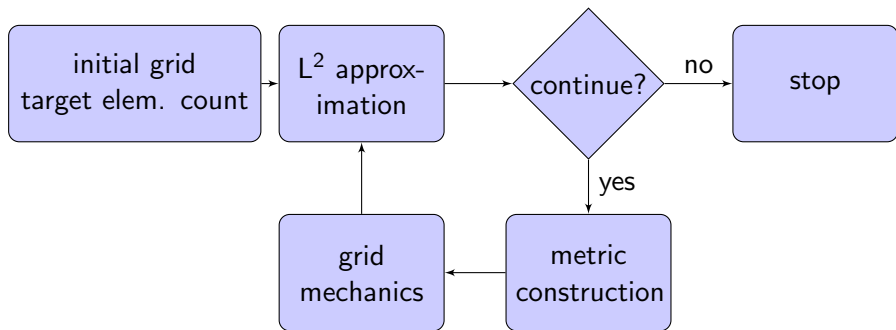 initial grid
target elem. count
L² approx-
imation
continue?
no
stop
yes
grid
mechanics
metric
construction